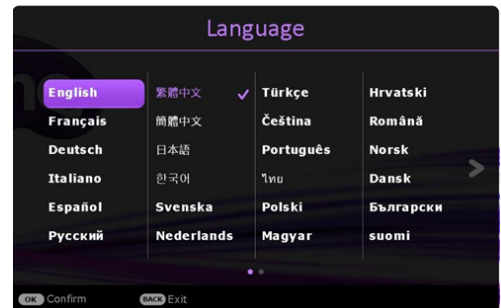 Language
English
繁體中文
Türkçe
Hrvatski
Français
簡體中文
Čeština
Română
Deutsch
日本語
Português
Norsk
Italiano
한국어
ไทย
Dansk
Español
Svenska
Polski
Български
Русский
Nederlands
Magyar
suomi
OK Confirm
BACK Exit